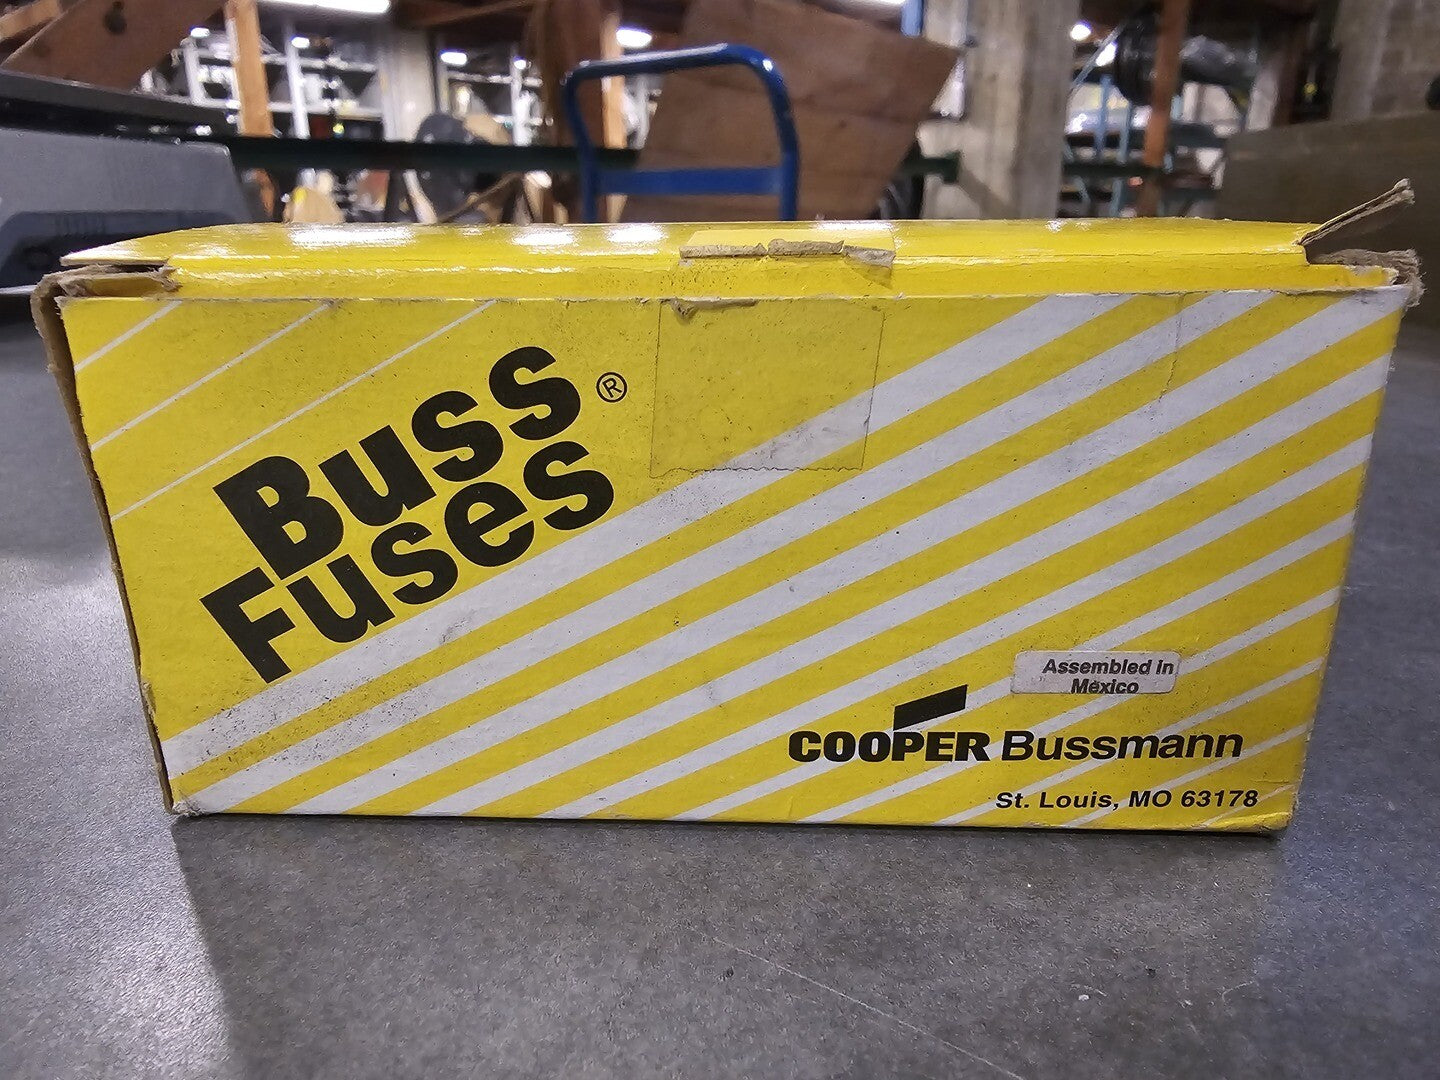 Buss®
Fuses
Assembled in
Mexico
COOPER Bussmann
St. Louis, MO 63178